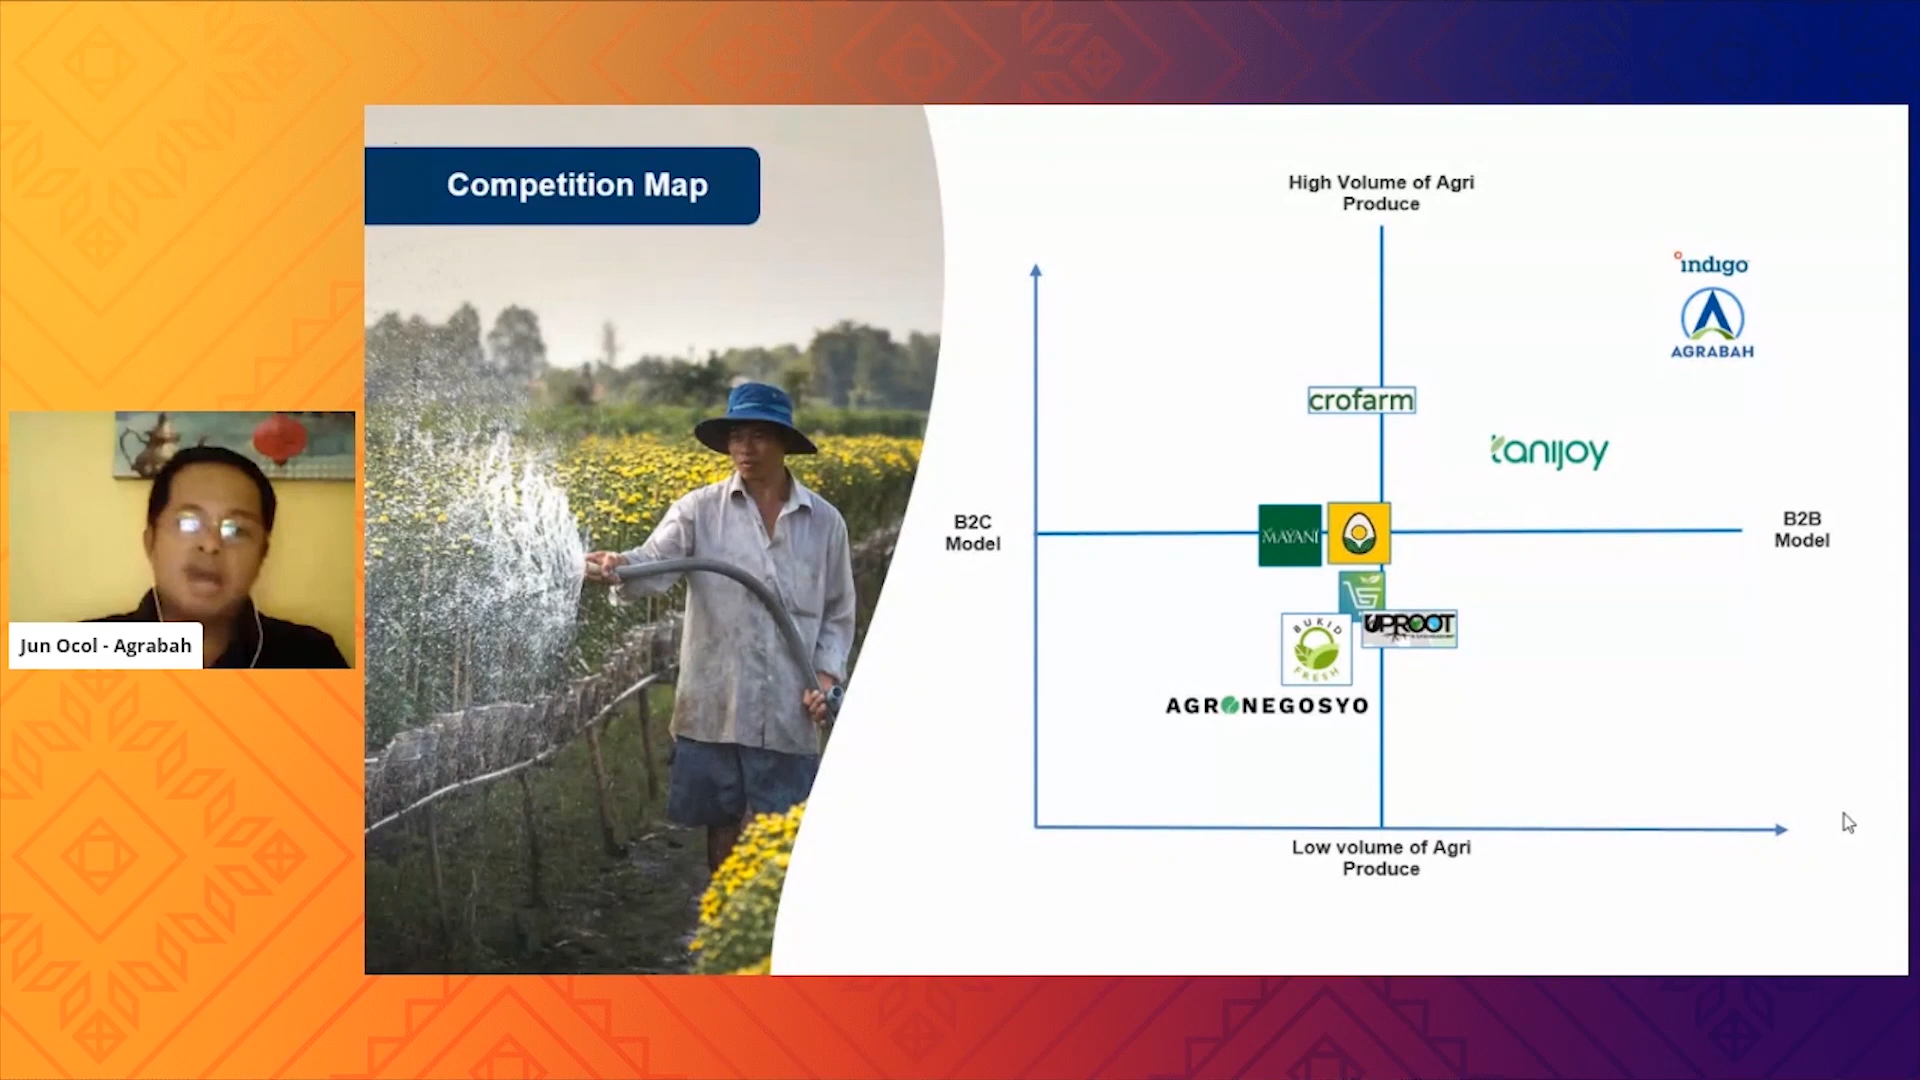 Competition Map
High Volume of Agri
Produce
indigo
AGRABAH
crofarm
tanijoy
B2C
Model
MAYANI
B2B
Model
UPROOT
BUKID
FRESH
AGRONEGOSYO
Low volume of Agri
Produce
Jun Ocol - Agrabah